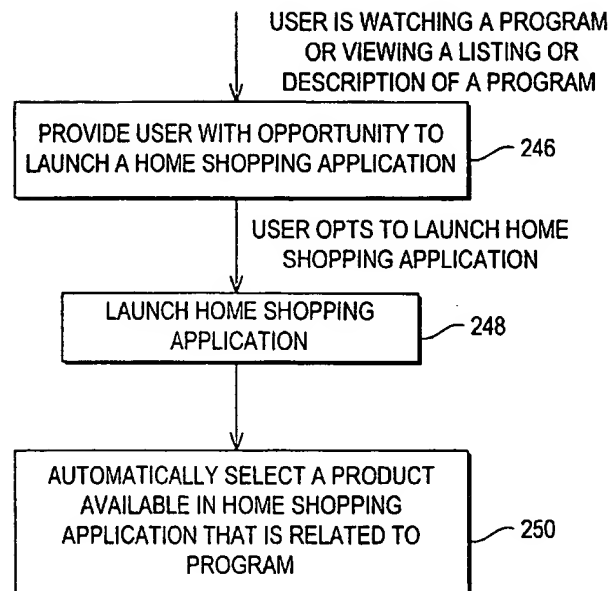 USER IS WATCHING A PROGRAM
OR VIEWING A LISTING OR
DESCRIPTION OF A PROGRAM
PROVIDE USER WITH OPPORTUNITY TO
LAUNCH A HOME SHOPPING APPLICATION
246
USER OPTS TO LAUNCH HOME
SHOPPING APPLICATION
LAUNCH HOME SHOPPING
APPLICATION
248
AUTOMATICALLY SELECT A PRODUCT
AVAILABLE IN HOME SHOPPING
APPLICATION THAT IS RELATED TO
PROGRAM
250